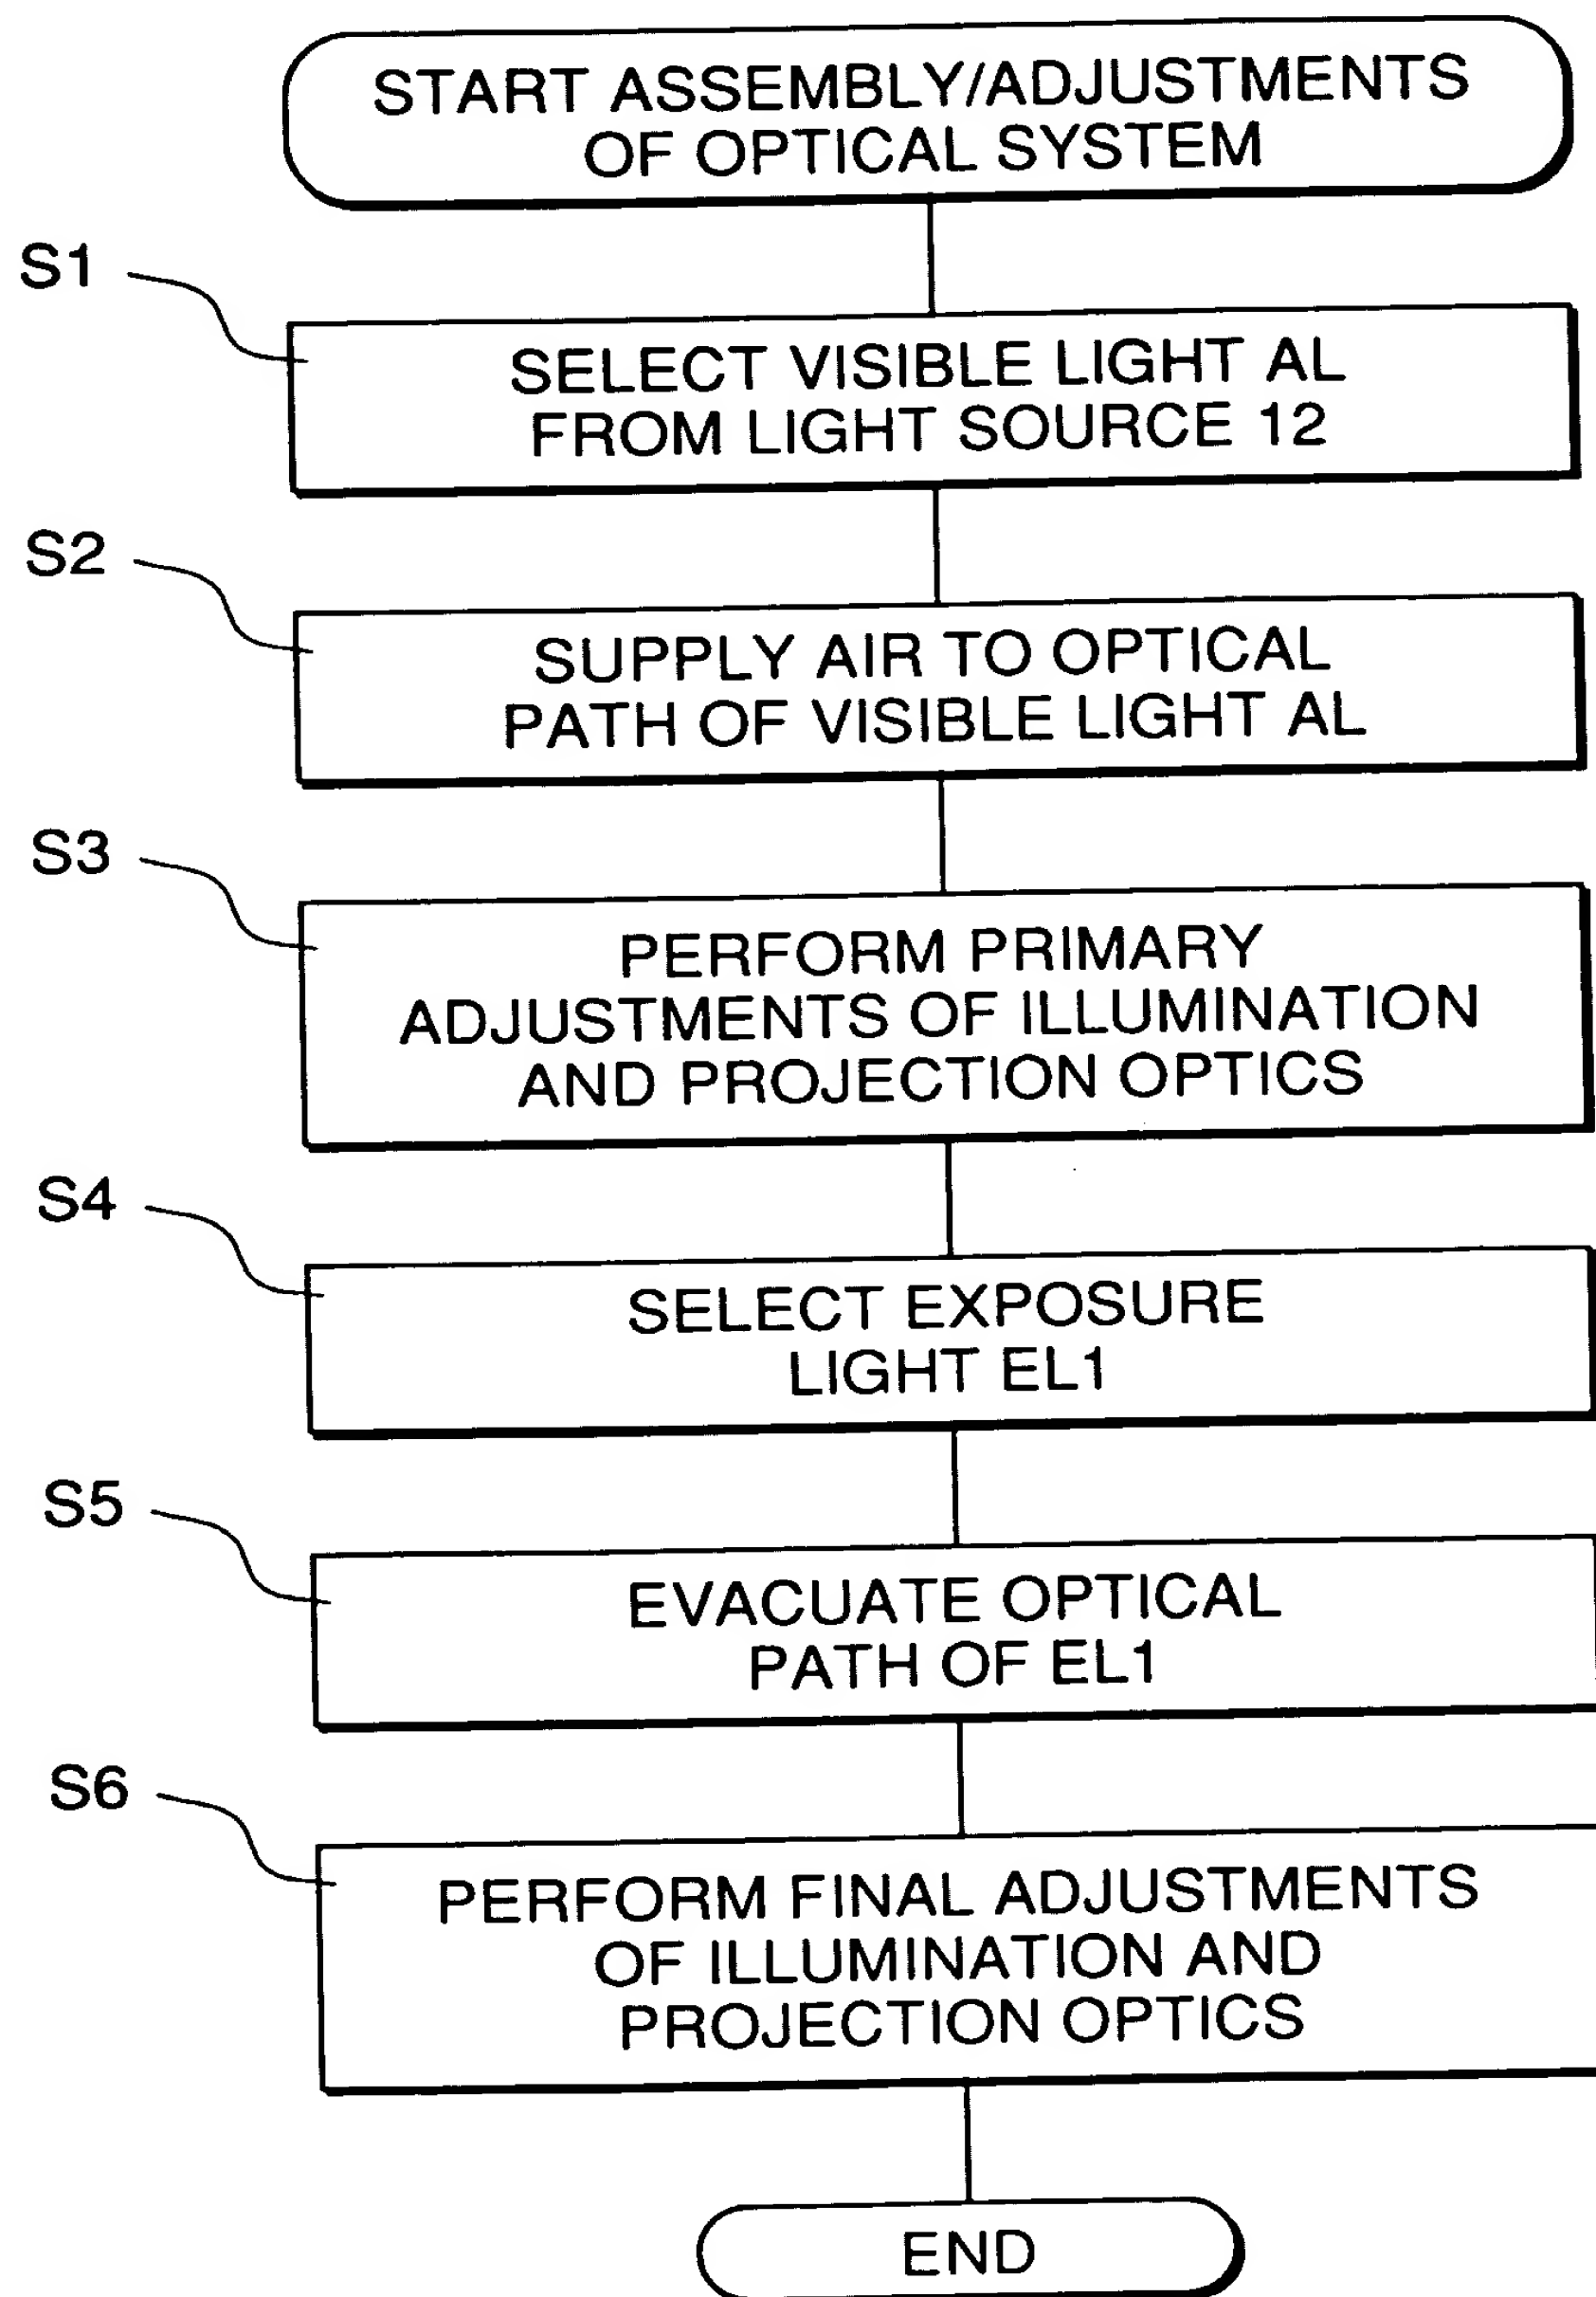 START ASSEMBLY/ADJUSTMENTS
OF OPTICAL SYSTEM
S1
SELECT VISIBLE LIGHT AL
FROM LIGHT SOURCE 12
S2
SUPPLY AIR TO OPTICAL
PATH OF VISIBLE LIGHT AL
S3
PERFORM PRIMARY
ADJUSTMENTS OF ILLUMINATION
AND PROJECTION OPTICS
S4
SELECT EXPOSURE
LIGHT EL1
S5
EVACUATE OPTICAL
PATH OF EL1
S6
PERFORM FINAL ADJUSTMENTS
OF ILLUMINATION AND
PROJECTION OPTICS
END